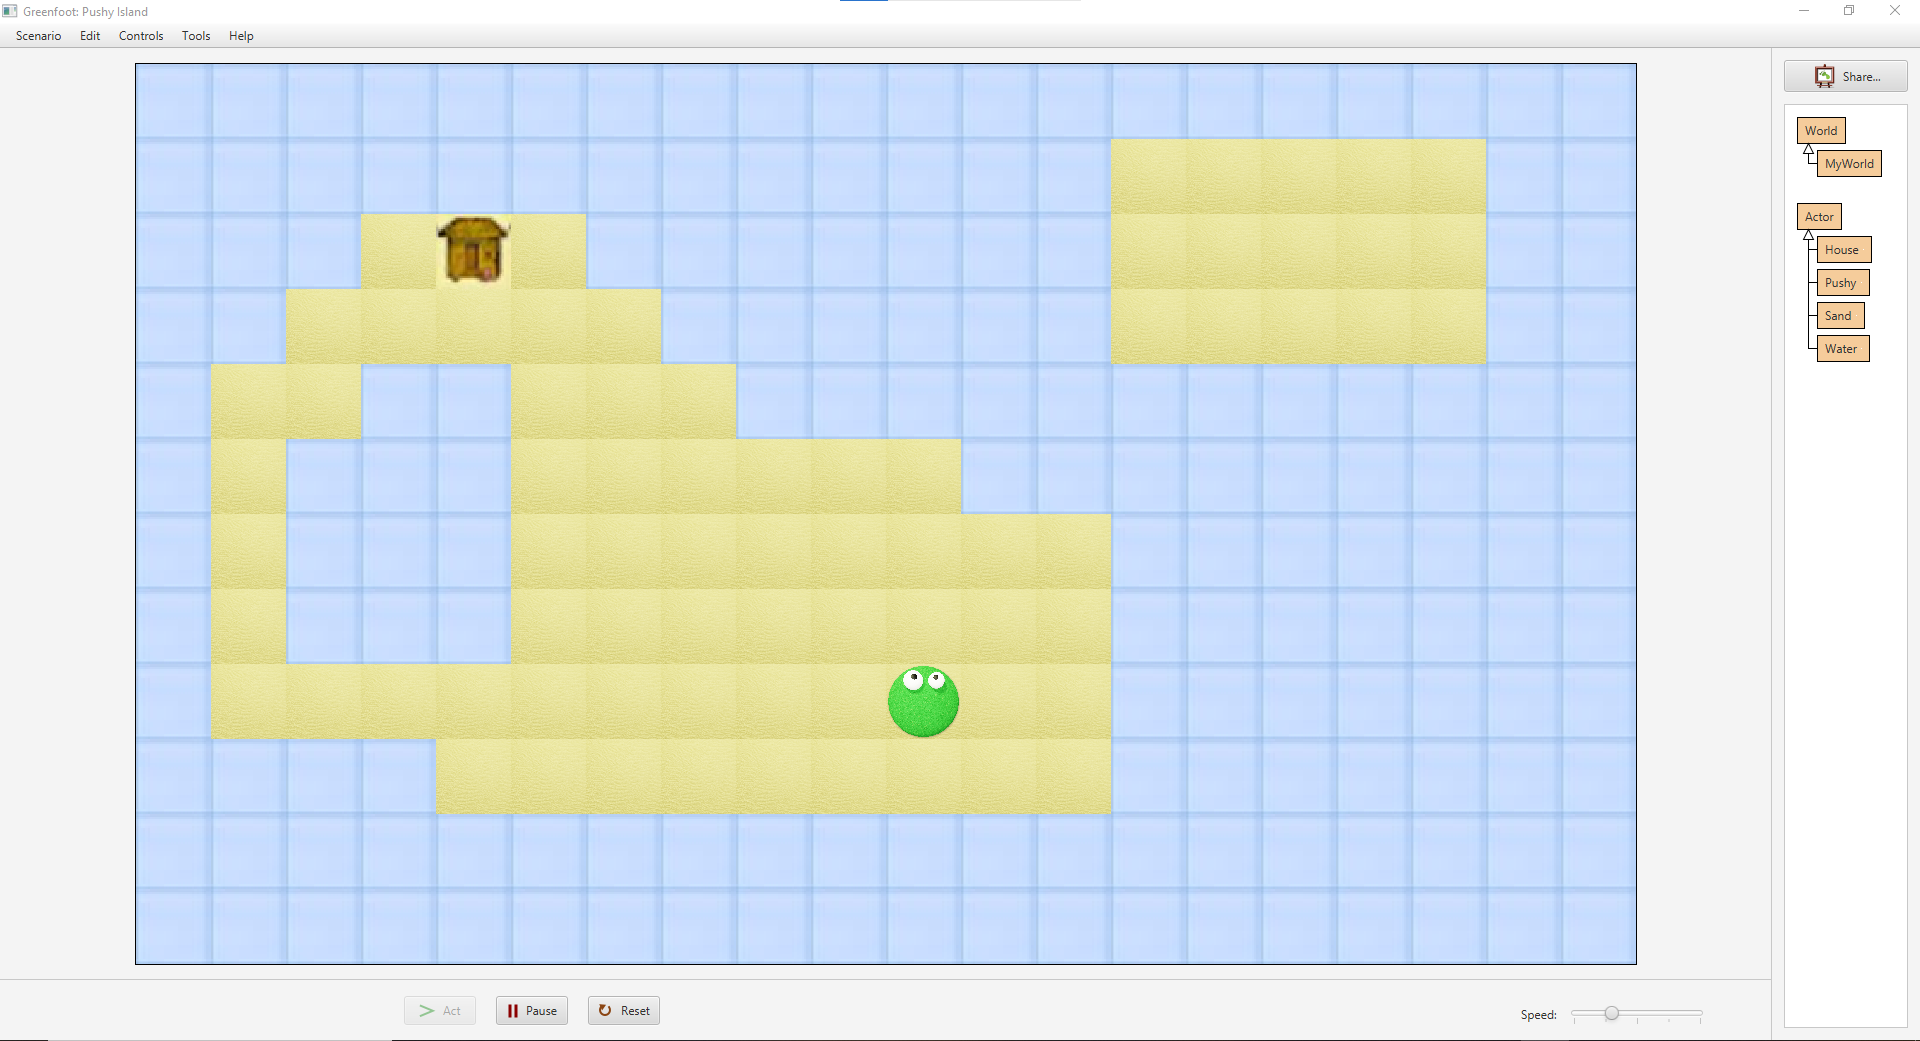 Greenfoot: Pushy Island
Scenario Edit Controls Tools Help
Share...
World
MyWorld
Actor
House
Pushy
Sand
Water
Act Pause Reset Speed: